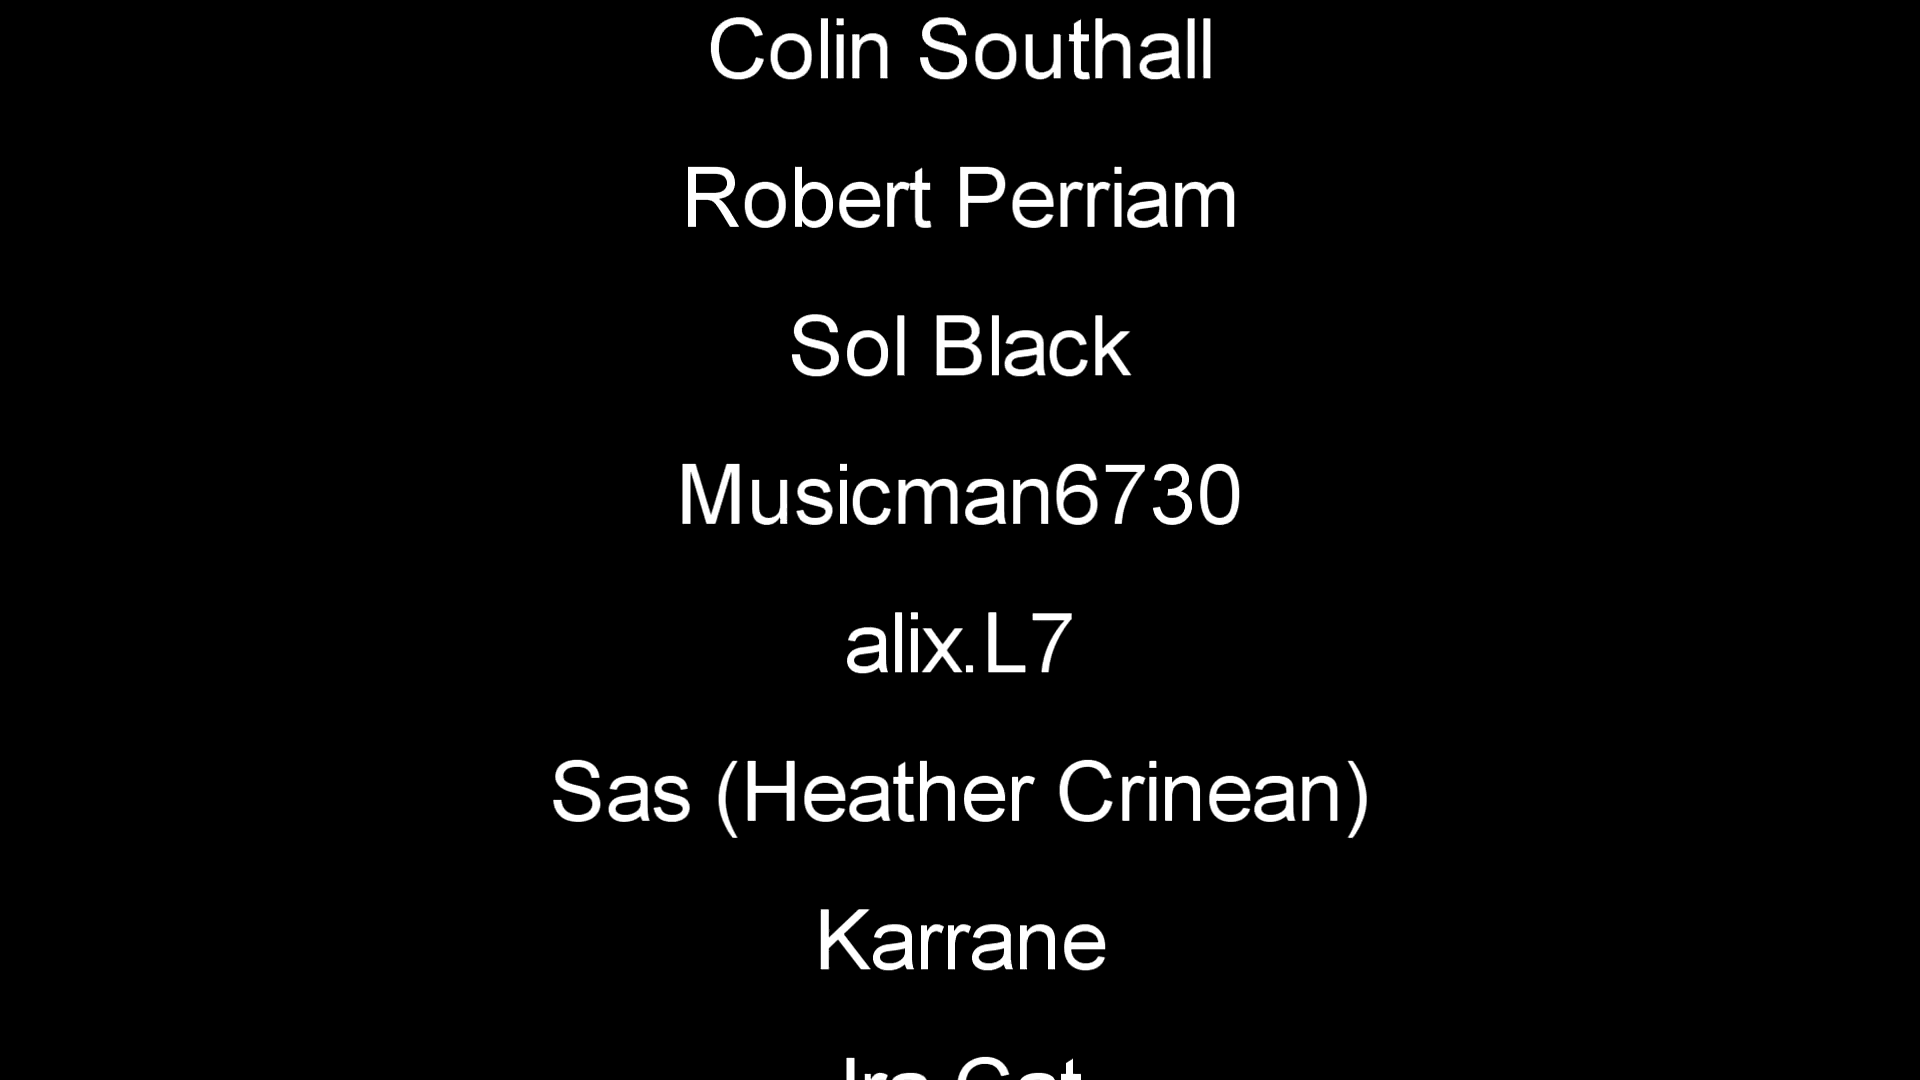 Colin Southall
Robert Perriam
Sol Black
Musicman6730
alix.L7
Sas (Heather Crinean)
Karrane